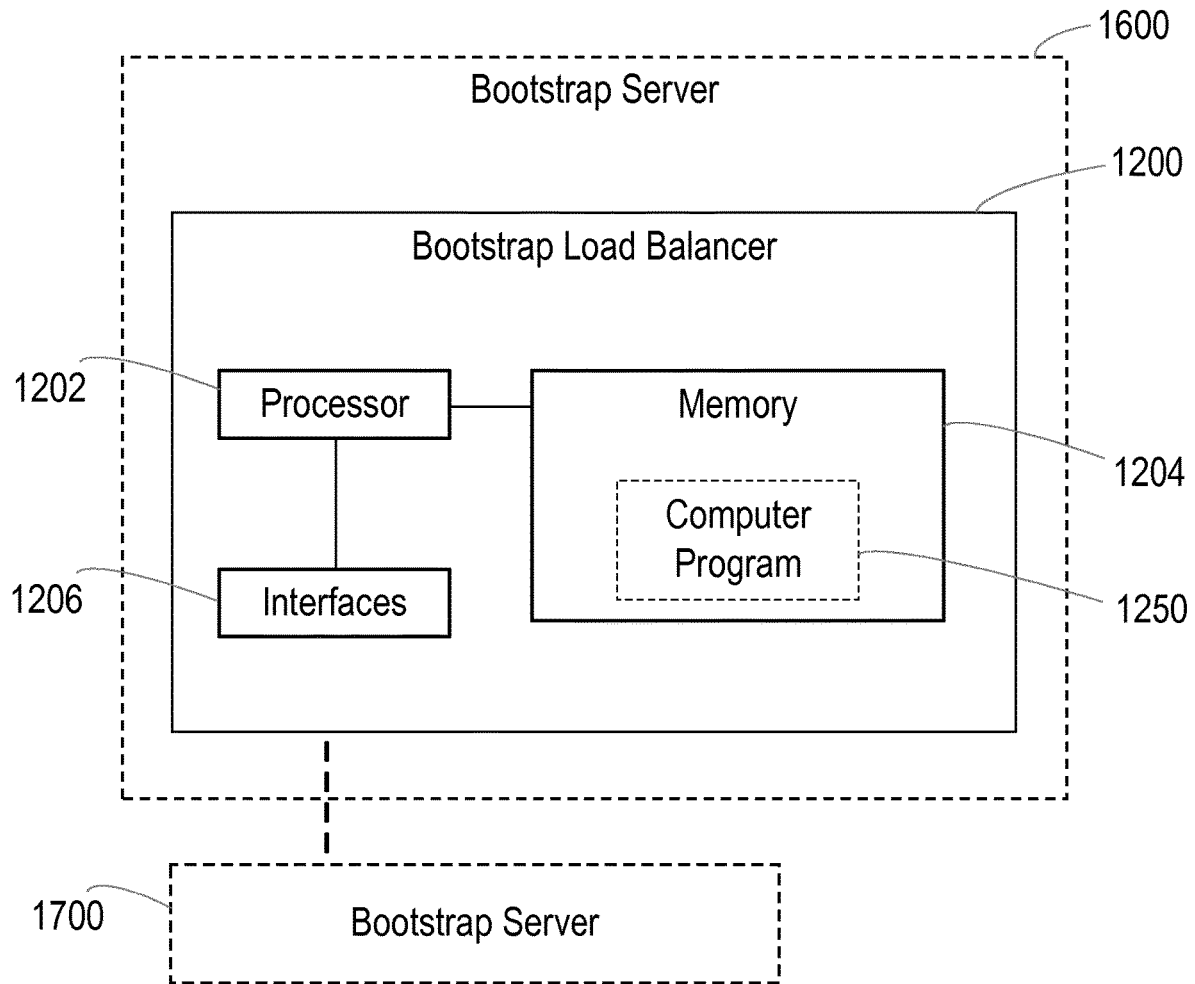 1600
Bootstrap Server
1200
Bootstrap Load Balancer
1202
Processor
Memory
1204
Computer
Program
1206
Interfaces
1250
1700
Bootstrap Server